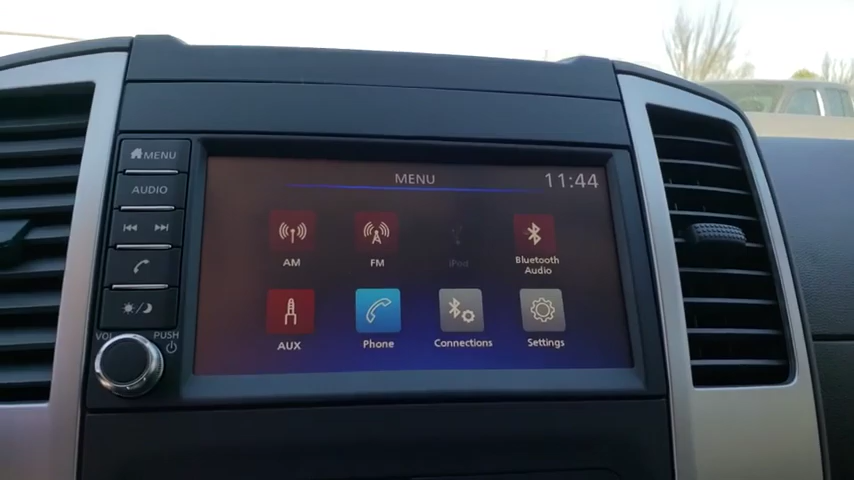 MENU
AUDIO
VOL
PUSH
MENU
11:44
AM
FM
iPod
Bluetooth
Audio
AUX
Phone
Connections
Settings